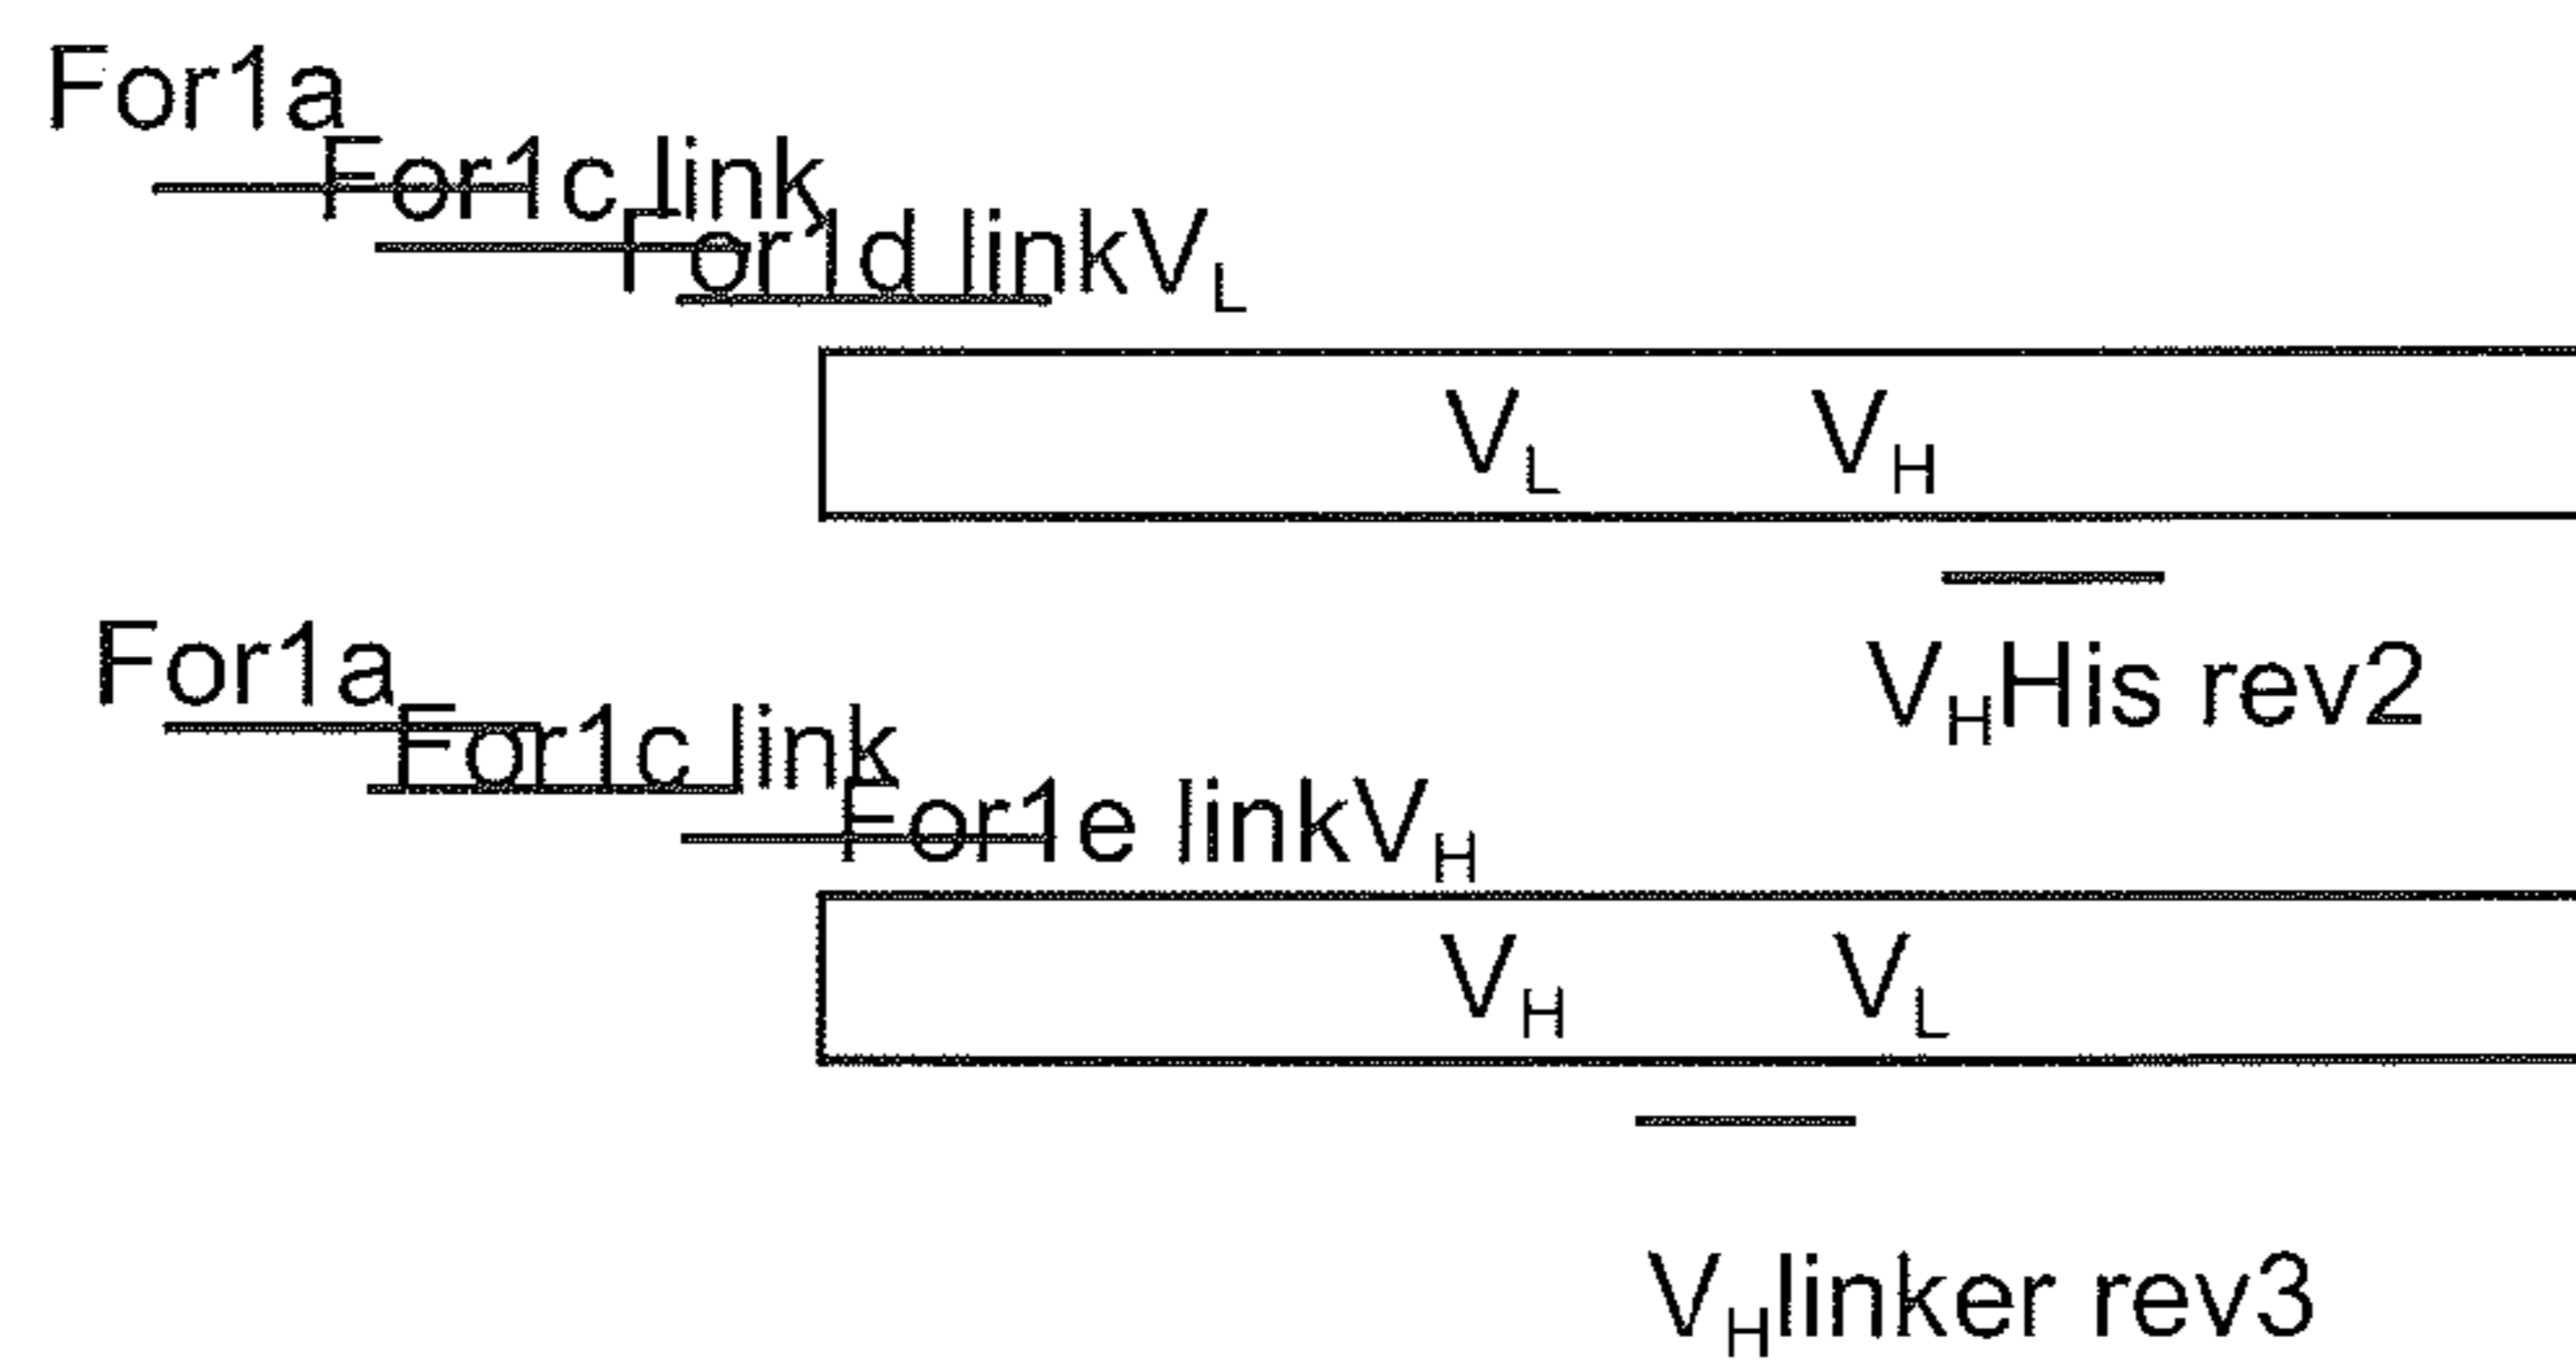 For1a
For1c link
For1d linkVL
VL VH
VHHis rev2
For1a
For1c link
For1e linkVH
VH VL
VHlinker rev3